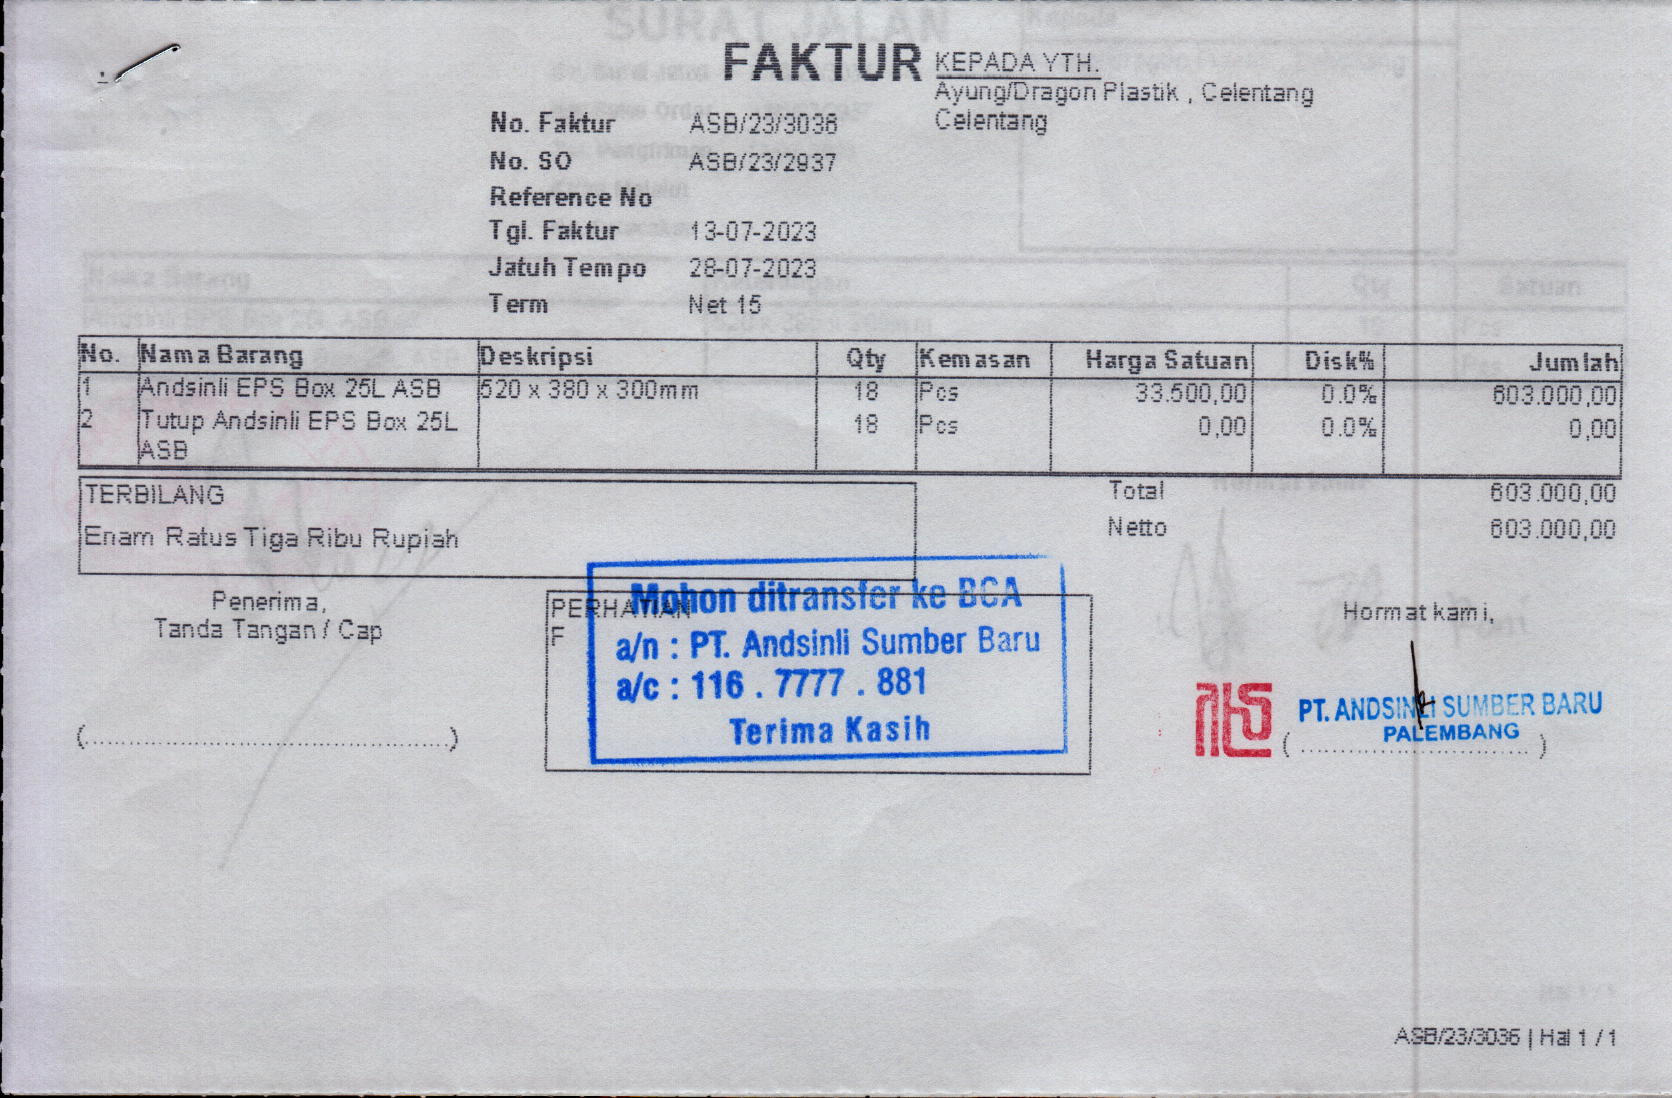 FAKTUR
KEPADA YTH.
Ayung/Dragon Plastik , Celentang
Celentang
No. Faktur ASB/23/3036
No. SO ASB/23/2937
Reference No
Tgl. Faktur 13-07-2023
Jatuh Tempo 28-07-2023
Term Net 15
No. Nama Barang Deskripsi Qty Kemasan Harga Satuan Disk% Jumlah
1 Andsinli EPS Box 25L ASB 520 x 380 x 300mm 18 Pcs 33.500,00 0.0% 603.000,00
2 Tutup Andsinli EPS Box 25L 18 Pcs 0,00 0.0% 0,00
ASB
TERBILANG
Enam Ratus Tiga Ribu Rupiah
Total 603.000,00
Netto 603.000,00
Penerima,
Tanda Tangan / Cap
(........................................................)
PERHATIAN
F
Mohon ditransfer ke BCA
a/n : PT. Andsinli Sumber Baru
a/c : 116 . 7777 . 881
Terima Kasih
Hormat kami,
PT. ANDSINLI SUMBER BARU
PALEMBANG
(...................................)
ASB/23/3036 | Hal 1 / 1